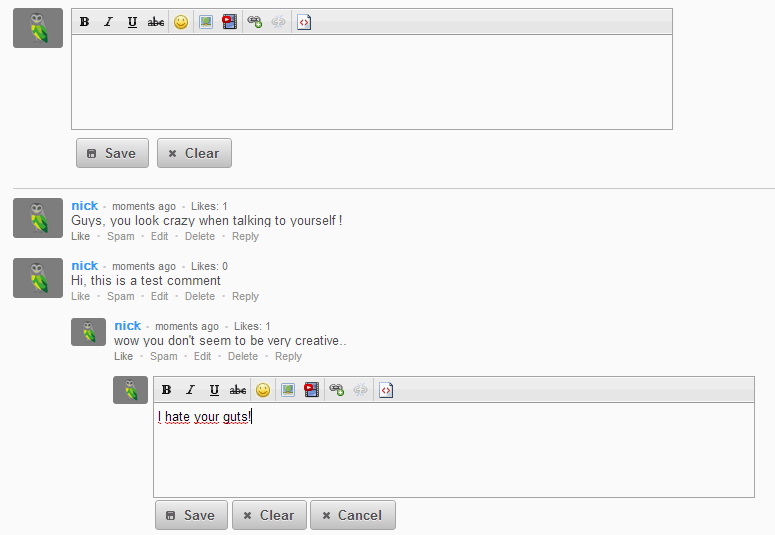 B I U abc
Save Clear
nick - moments ago - Likes: 1
Guys, you look crazy when talking to yourself !
Like - Spam - Edit - Delete - Reply
nick - moments ago - Likes: 0
Hi, this is a test comment
Like - Spam - Edit - Delete - Reply
nick - moments ago - Likes: 1
wow you don't seem to be very creative..
Like - Spam - Edit - Delete - Reply
B I U abc
I hate your guts!
Save Clear Cancel